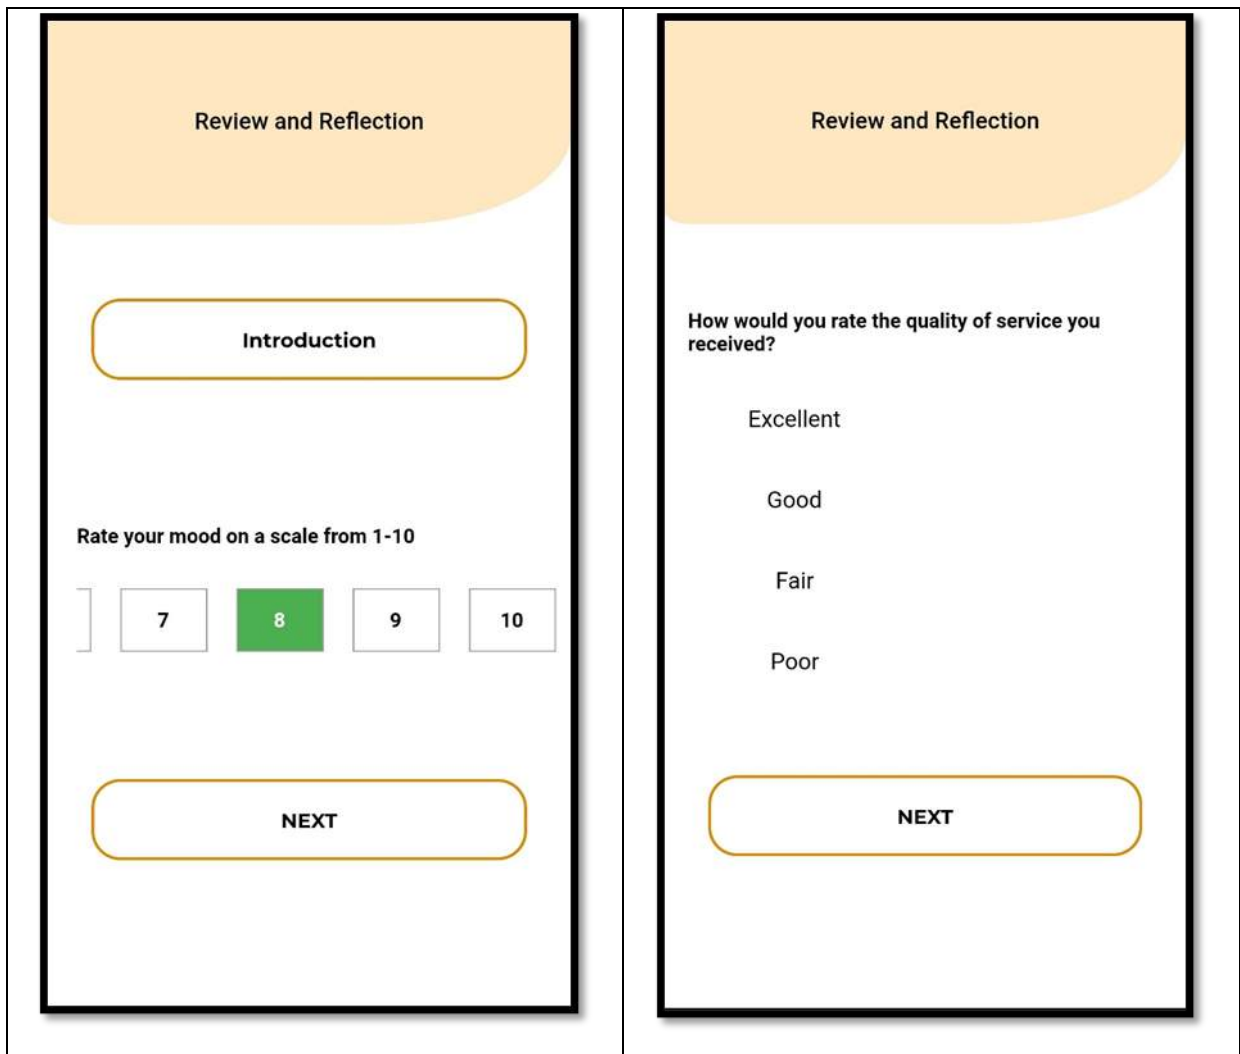 Review and Reflection
Introduction
Rate your mood on a scale from 1-10
7 8 9 10
NEXT
Review and Reflection
How would you rate the quality of service you
received?
Excellent
Good
Fair
Poor
NEXT